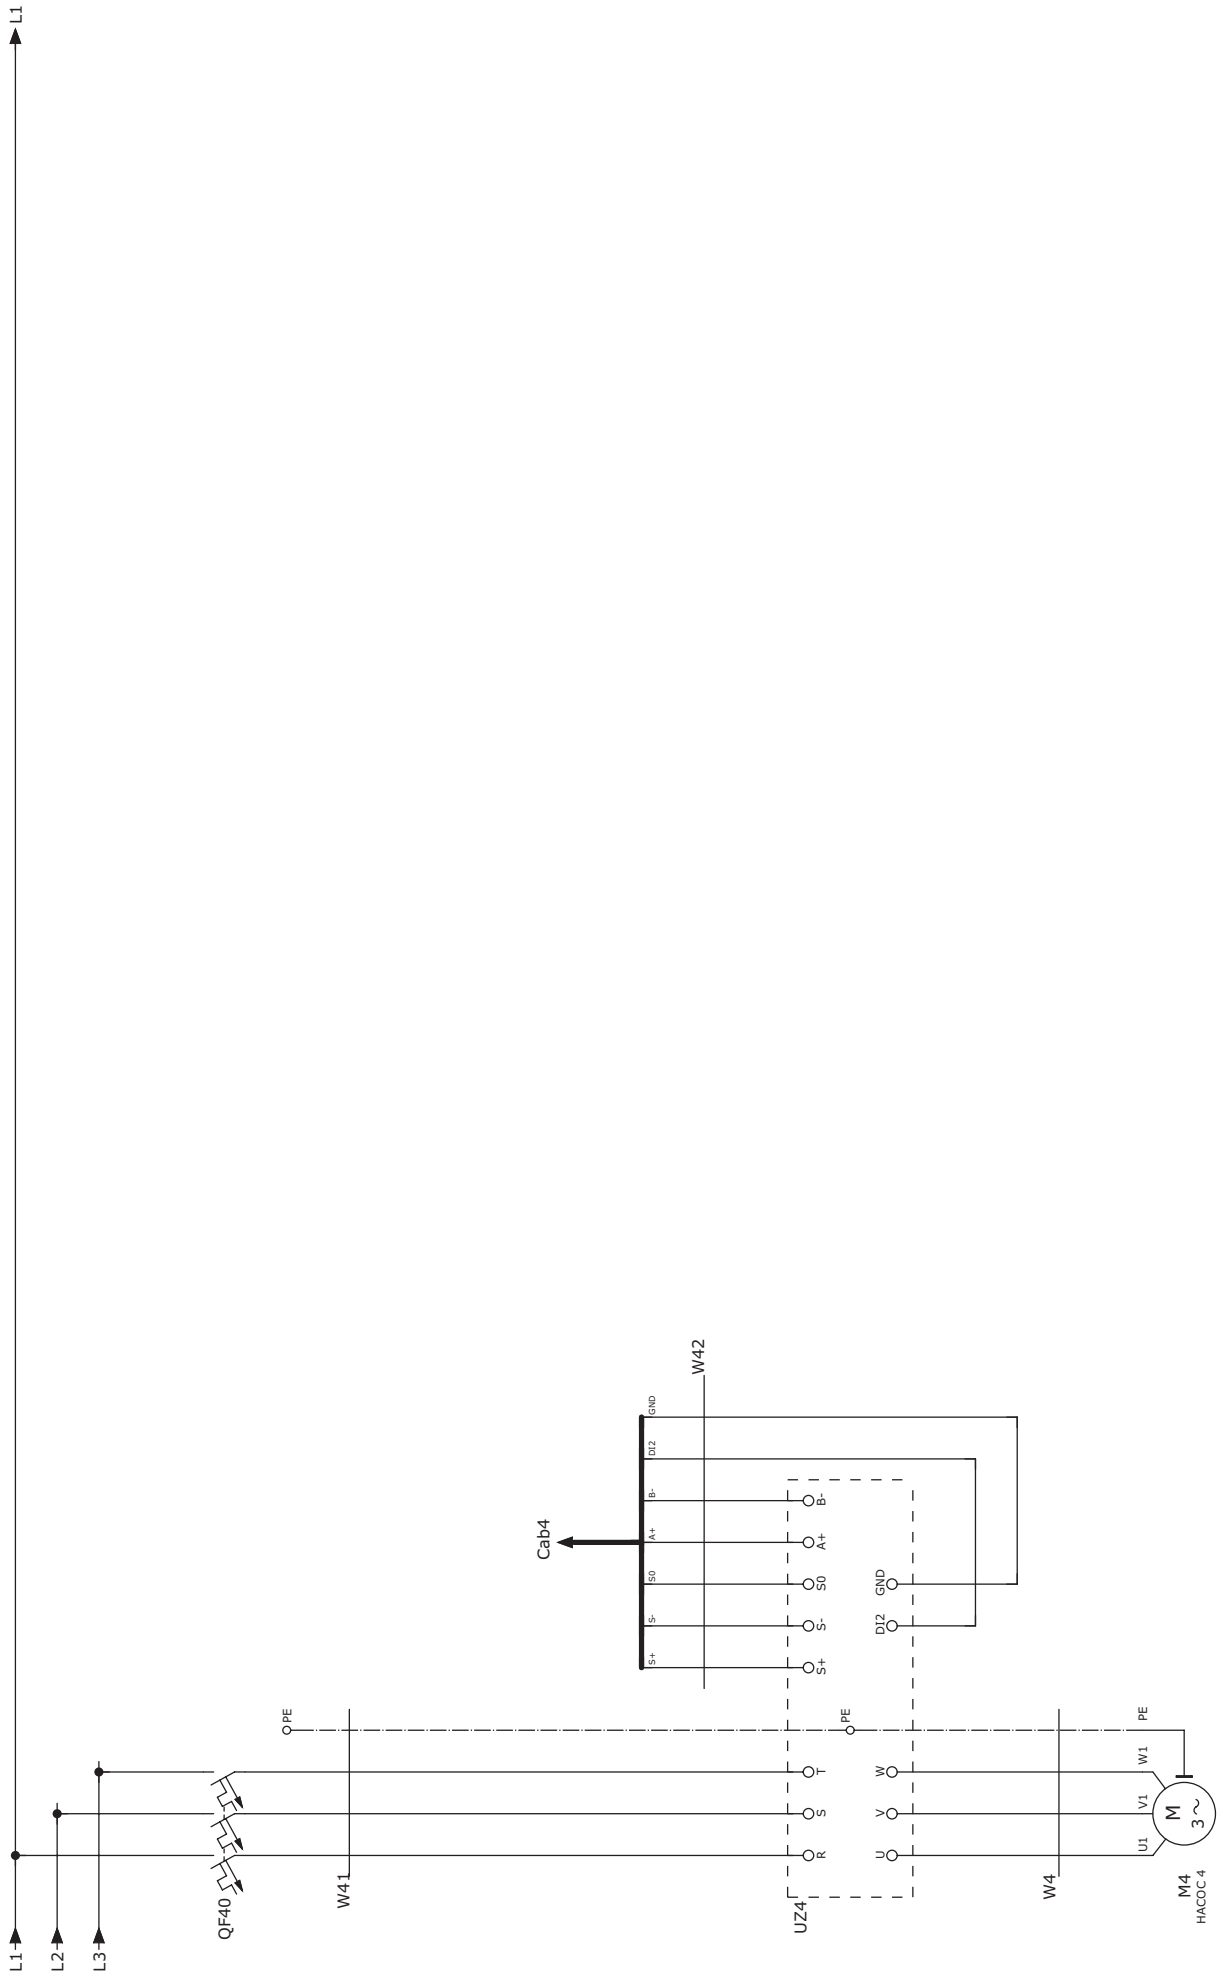 L1
L1
L2
L3
QF40
PE
W41
Cab4
S+ S- S0 A+ B- DI2 GND
W42
UZ4
R S T S+ S- S0 A+ B-
PE
U V W DI2 GND
W4
U1 V1 W1 PE
M4
НАСОС 4
M
3~